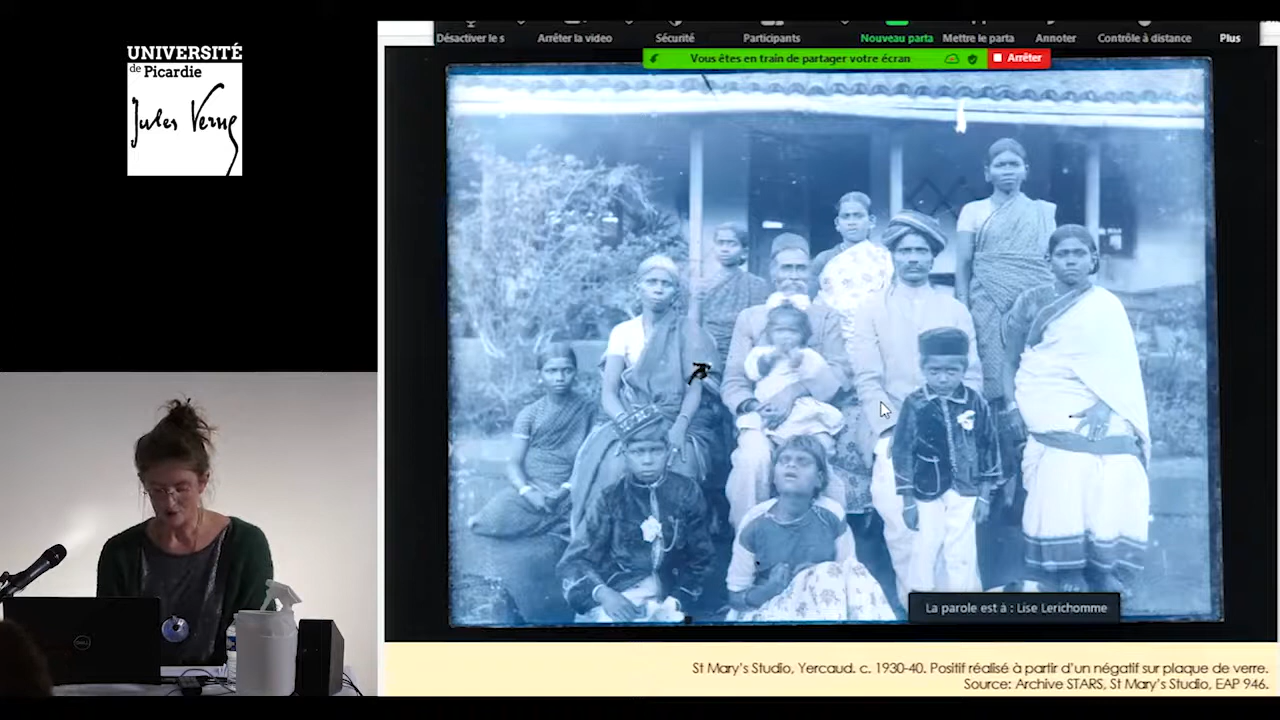 UNIVERSITÉ
de Picardie
Jules Verne
Désactiver le s
Arrêter la video
Sécurité
Participants
Nouveau parta
Mettre le parta
Annoter
Contrôle à distance
Plus
Vous êtes en train de partager votre écran
Arrêter
La parole est à : Lise Lerichomme
St Mary's Studio, Yercaud. c. 1930-40. Positif réalisé à partir d'un négatif sur plaque de verre.
Source: Archive STARS, St Mary's Studio, EAP 946.
DELL